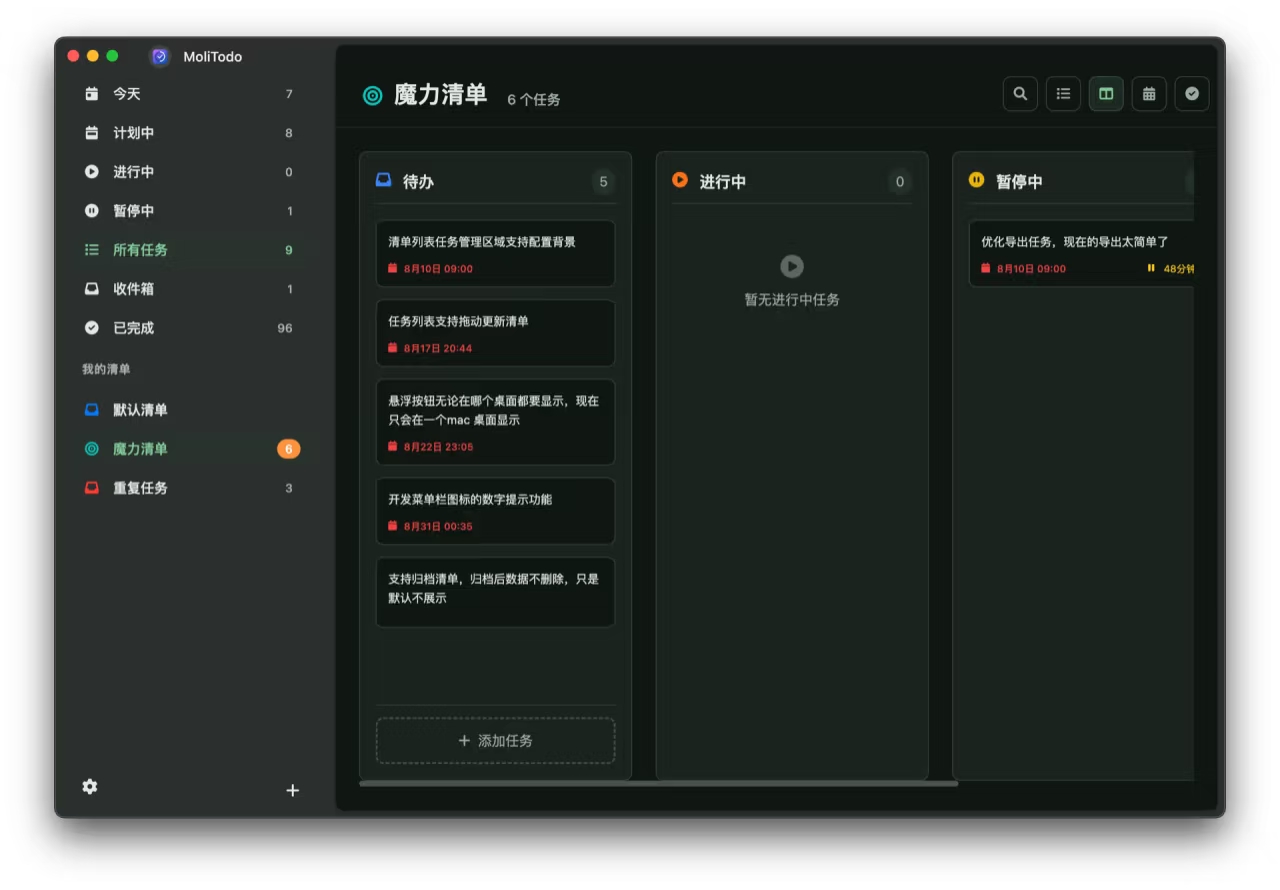 MoliTodo
今天 7
计划中 8
进行中 0
暂停中 1
所有任务 9
收件箱 1
已完成 96
我的清单
默认清单
魔力清单 6
重复任务 3
魔力清单 6 个任务
待办 5
清单列表任务管理区域支持配置背景
8月10日 09:00
任务列表支持拖动更新清单
8月17日 20:44
悬浮按钮无论在哪个桌面都要显示，现在
只会在一个mac 桌面显示
8月22日 23:05
开发菜单栏图标的数字提示功能
8月31日 00:35
支持归档清单，归档后数据不删除，只是
默认不展示
添加任务
进行中 0
暂无进行中任务
暂停中
优化导出任务，现在的导出太简单了
8月10日 09:00 48分钟